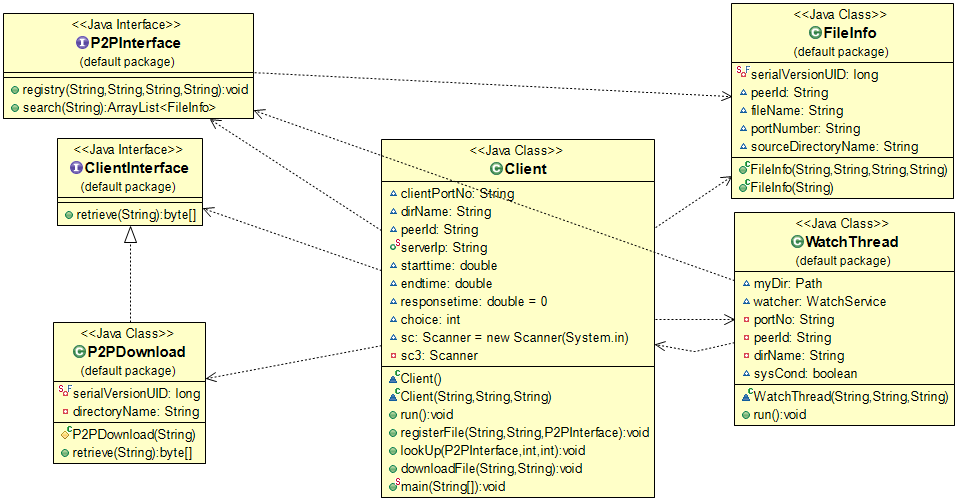 <<Java Interface>>
P2PInterface
(default package)
registry(String,String,String,String):void
search(String):ArrayList<FileInfo>
<<Java Interface>>
ClientInterface
(default package)
retrieve(String):byte[]
<<Java Class>>
P2PDownload
(default package)
serialVersionUID: long
directoryName: String
P2PDownload(String)
retrieve(String):byte[]
<<Java Class>>
Client
(default package)
clientPortNo: String
dirName: String
peerId: String
serverIp: String
starttime: double
endtime: double
responsetime: double = 0
choice: int
sc: Scanner = new Scanner(System.in)
sc3: Scanner
Client()
Client(String,String,String)
run():void
registerFile(String,String,P2PInterface):void
lookUp(P2PInterface,int,int):void
downloadFile(String,String):void
main(String[]):void
<<Java Class>>
FileInfo
(default package)
serialVersionUID: long
peerId: String
fileName: String
portNumber: String
sourceDirectoryName: String
FileInfo(String,String,String,String)
FileInfo(String)
<<Java Class>>
WatchThread
(default package)
myDir: Path
watcher: WatchService
portNo: String
peerId: String
dirName: String
sysCond: boolean
WatchThread(String,String,String)
run():void